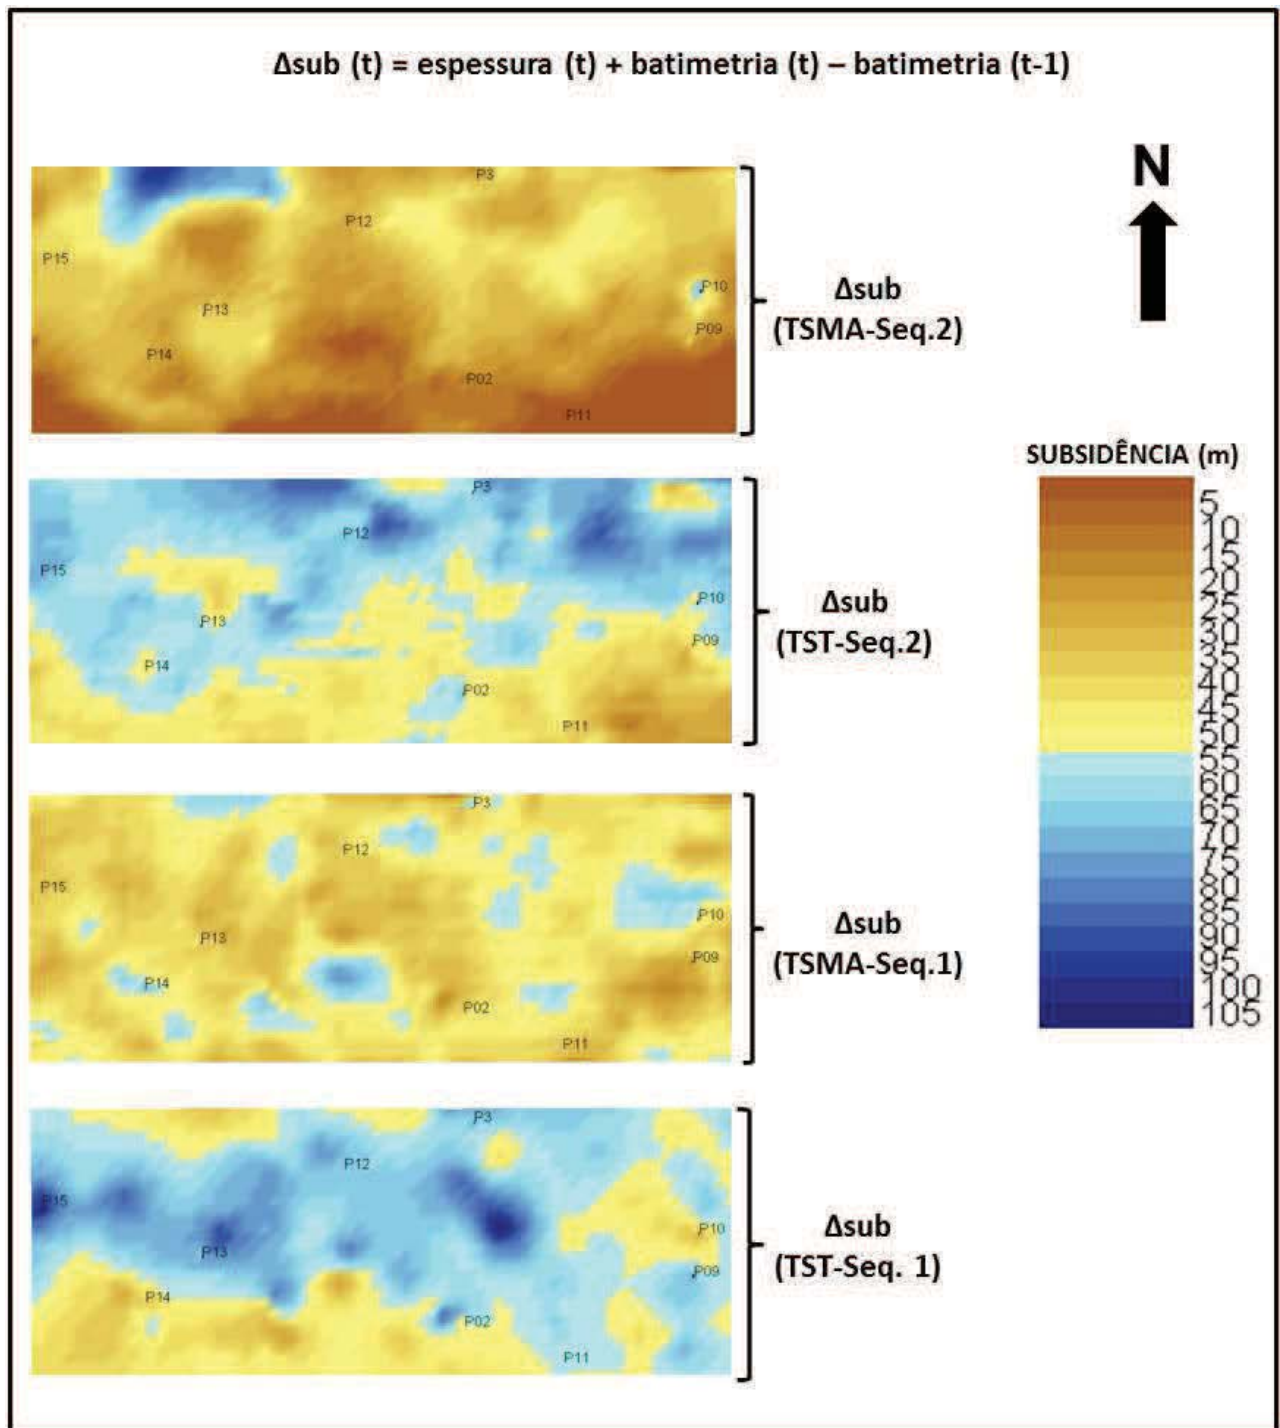 Δsub (t) = espessura (t) + batimetria (t) – batimetria (t-1)
N
P3
P12
P15
P10
P13
P09
P14
P02
P11
Δsub
(TSMA-Seq.2)
SUBSIDÊNCIA (m)
5
10
15
20
25
30
35
40
45
50
55
60
65
70
75
80
85
90
95
100
105
P3
P12
P15
P10
P13
P09
P14
P02
P11
Δsub
(TST-Seq.2)
P3
P12
P15
P10
P13
P09
P14
P02
P11
Δsub
(TSMA-Seq.1)
P3
P12
P15
P10
P13
P09
P14
P02
P11
Δsub
(TST-Seq. 1)